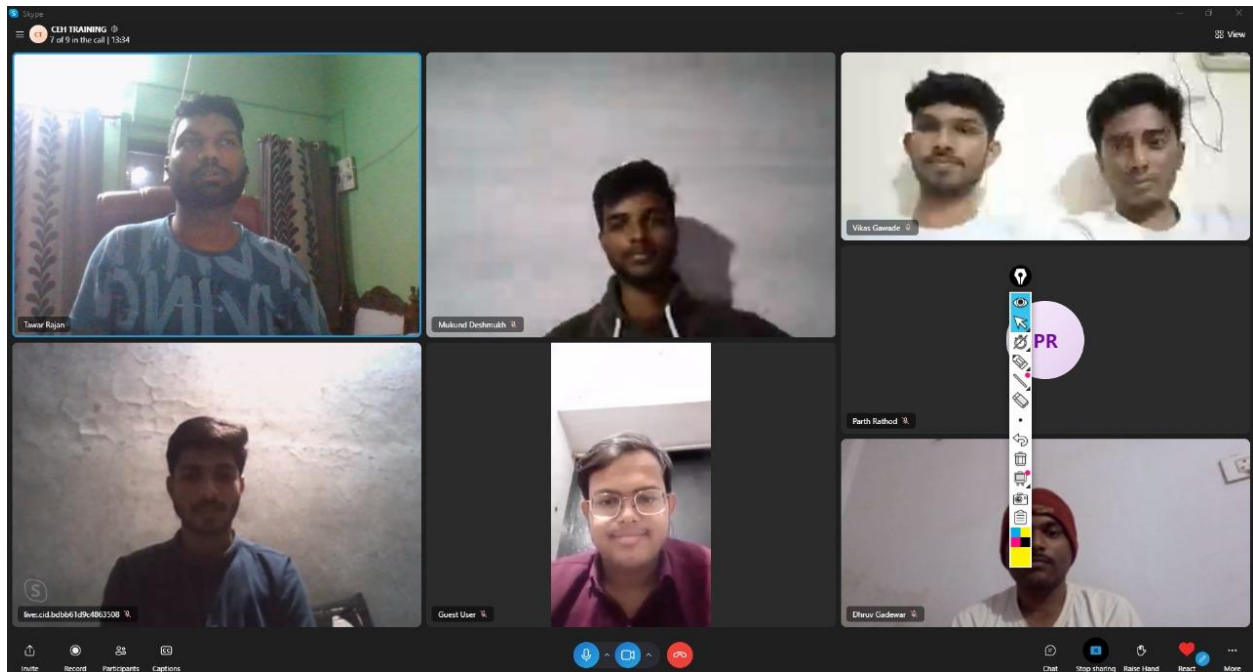 Skype
CT
CEH TRAINING
7 of 9 in the call | 13:34
View
Tawar Rajan
Mukund Deshmukh
Vikas Gawade
PR
Parth Rathod
live:.cid.bdbb61d9c4863508
Guest User
Dhruv Gadewar
Invite
Record
Participants
CC
Captions
Chat
Stop sharing
Raise Hand
React
More